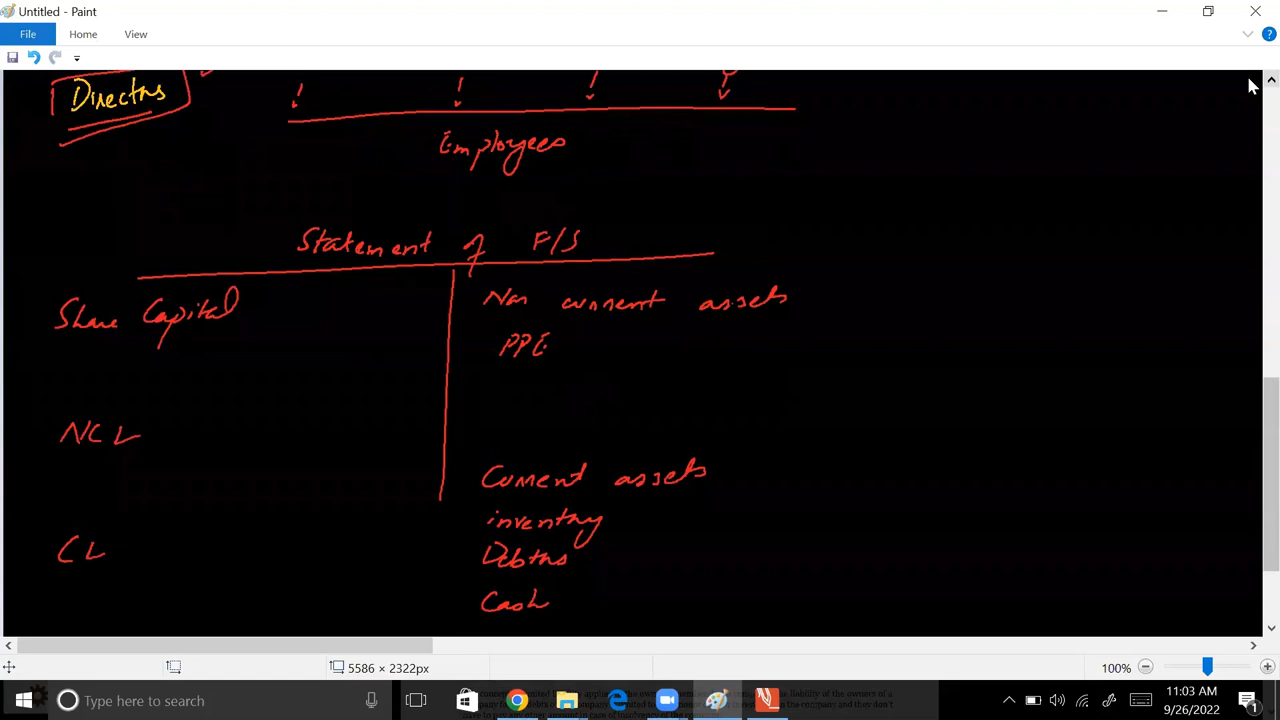 Untitled - Paint
File Home View
Directors
Employees
Statement of F/S
Share Capital
Non current assets
PPE
NCL
Current assets
inventory
CL
Debtors
Cash
5586 × 2322px
100%
Type here to search
11:03 AM
9/26/2022
1